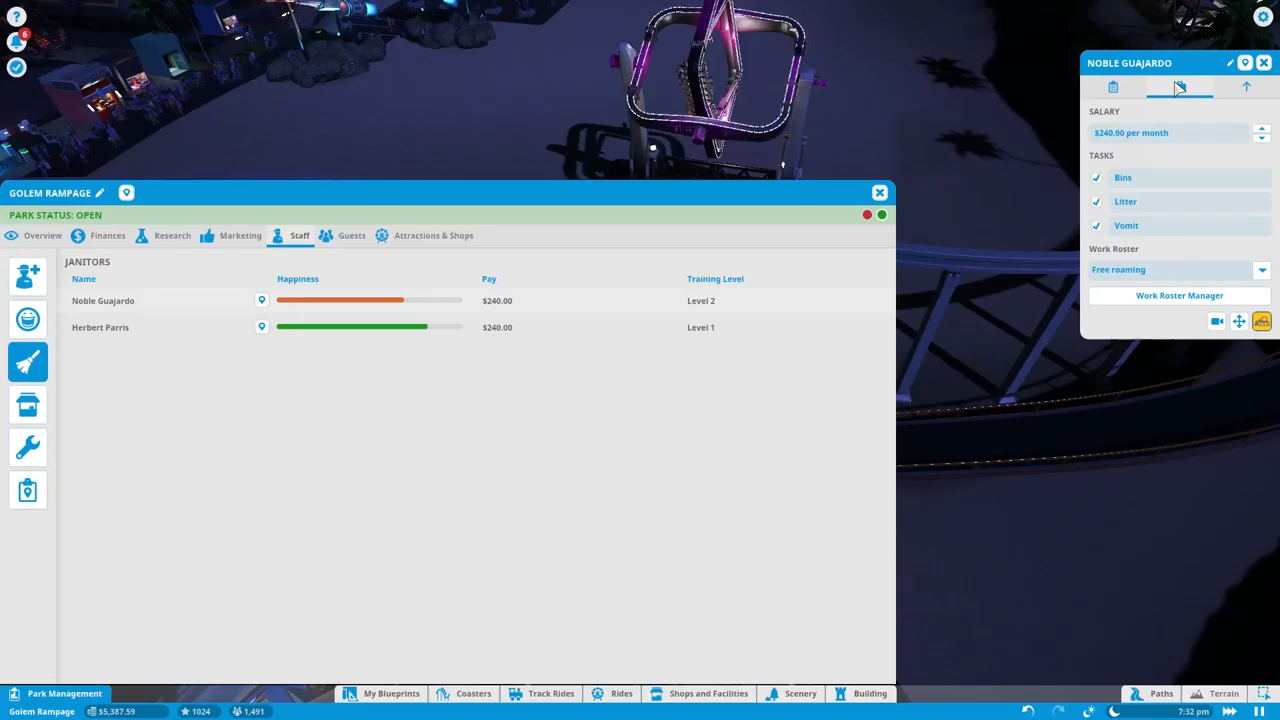 ?
6
NOBLE GUAJARDO
SALARY
$240.00 per month
TASKS
Bins
Litter
Vomit
Work Roster
Free roaming
Work Roster Manager
GOLEM RAMPAGE
PARK STATUS: OPEN
Overview Finances Research Marketing Staff Guests Attractions & Shops
JANITORS
Name Happiness Pay Training Level
Noble Guajardo $240.00 Level 2
Herbert Parris $240.00 Level 1
Park Management My Blueprints Coasters Track Rides Rides Shops and Facilities Scenery Building Paths Terrain
Golem Rampage $5,387.59 1024 1,491 7:32 pm